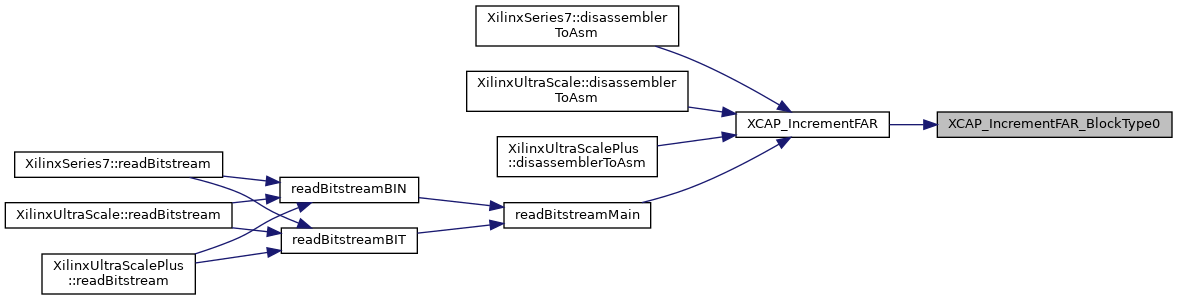 XilinxSeries7::disassembler
ToAsm
XilinxUltraScale::disassembler
ToAsm
XCAP_IncrementFAR
XCAP_IncrementFAR_BlockType0
XilinxUltraScalePlus
::disassemblerToAsm
XilinxSeries7::readBitstream
readBitstreamBIN
XilinxUltraScale::readBitstream
readBitstreamMain
readBitstreamBIT
XilinxUltraScalePlus
::readBitstream